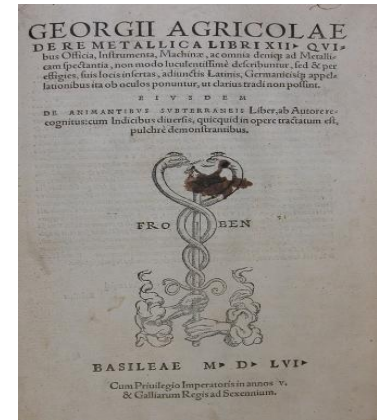 GEORGII AGRICOLAE
DE RE METALLICA LIBRI XII▸ QVI▸
bus Officia, Instrumenta, Machinæ, ac omnia deniq; ad Metalli-
cam spectantia, non modo luculentissimè describuntur, sed & per
effigies, suis locis insertas, adiunctis Latinis, Germanicisq; appel-
lationibus ita ob oculos ponuntur, ut clarius tradi non possint.
EIVSDEM
DE ANIMANTIBVS SVBTERRANEIS Liber, ab Autore re-
cognitus: cum Indicibus diuersis, quicquid in opere tractatum est,
pulchrè demonstrantibus.
FRO BEN
BASILEAE M▸ D▸ LVI▸
Cum Priuilegio Imperatoris in annos v.
& Galliarum Regis ad Sexennium.